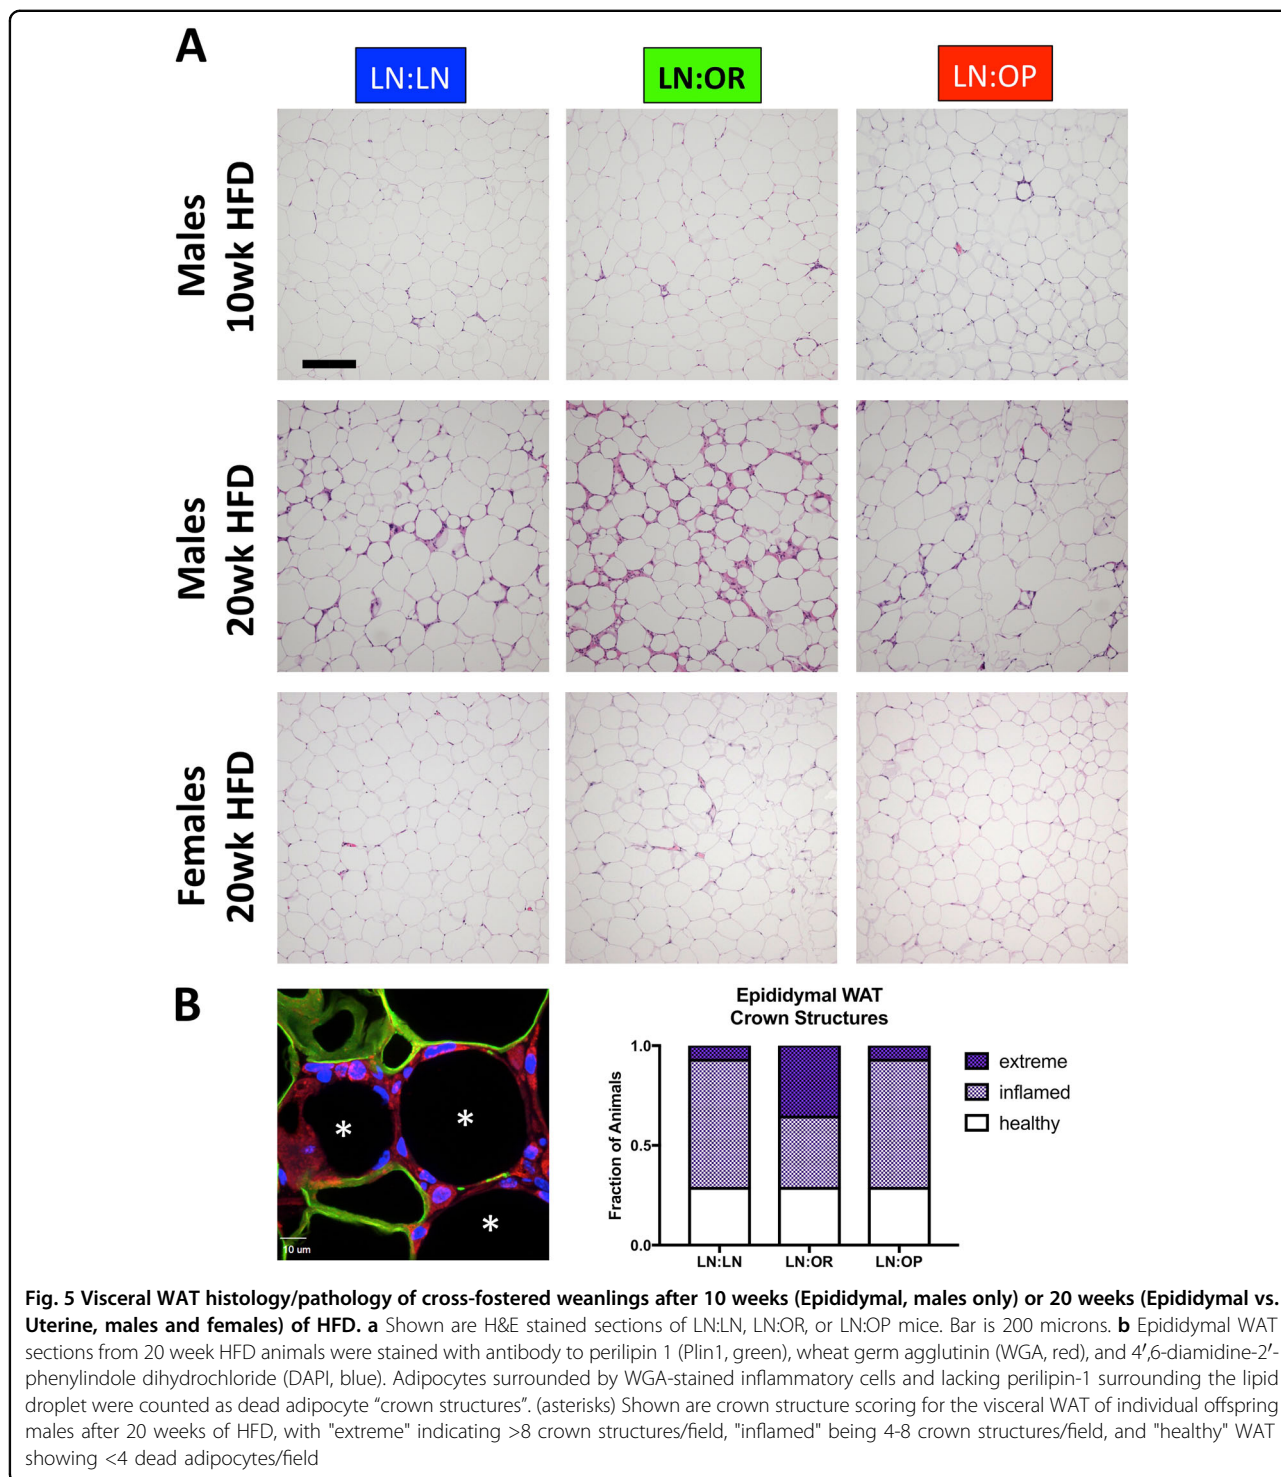 A
LN:LN
LN:OR
LN:OP
Males
10wk HFD
Males
20wk HFD
Females
20wk HFD
B
*
*
*
10 um
Epididymal WAT
Crown Structures
Fraction of Animals
1.0
0.5
0.0
LN:LN
LN:OR
LN:OP
extreme
inflamed
healthy
Fig. 5 Visceral WAT histology/pathology of cross-fostered weanlings after 10 weeks (Epididymal, males only) or 20 weeks (Epididymal vs.
Uterine, males and females) of HFD. a Shown are H&E stained sections of LN:LN, LN:OR, or LN:OP mice. Bar is 200 microns. b Epididymal WAT
sections from 20 week HFD animals were stained with antibody to perilipin 1 (Plin1, green), wheat germ agglutinin (WGA, red), and 4′,6-diamidine-2′-
phenylindole dihydrochloride (DAPI, blue). Adipocytes surrounded by WGA-stained inflammatory cells and lacking perilipin-1 surrounding the lipid
droplet were counted as dead adipocyte “crown structures”. (asterisks) Shown are crown structure scoring for the visceral WAT of individual offspring
males after 20 weeks of HFD, with "extreme" indicating >8 crown structures/field, "inflamed" being 4-8 crown structures/field, and "healthy" WAT
showing <4 dead adipocytes/field